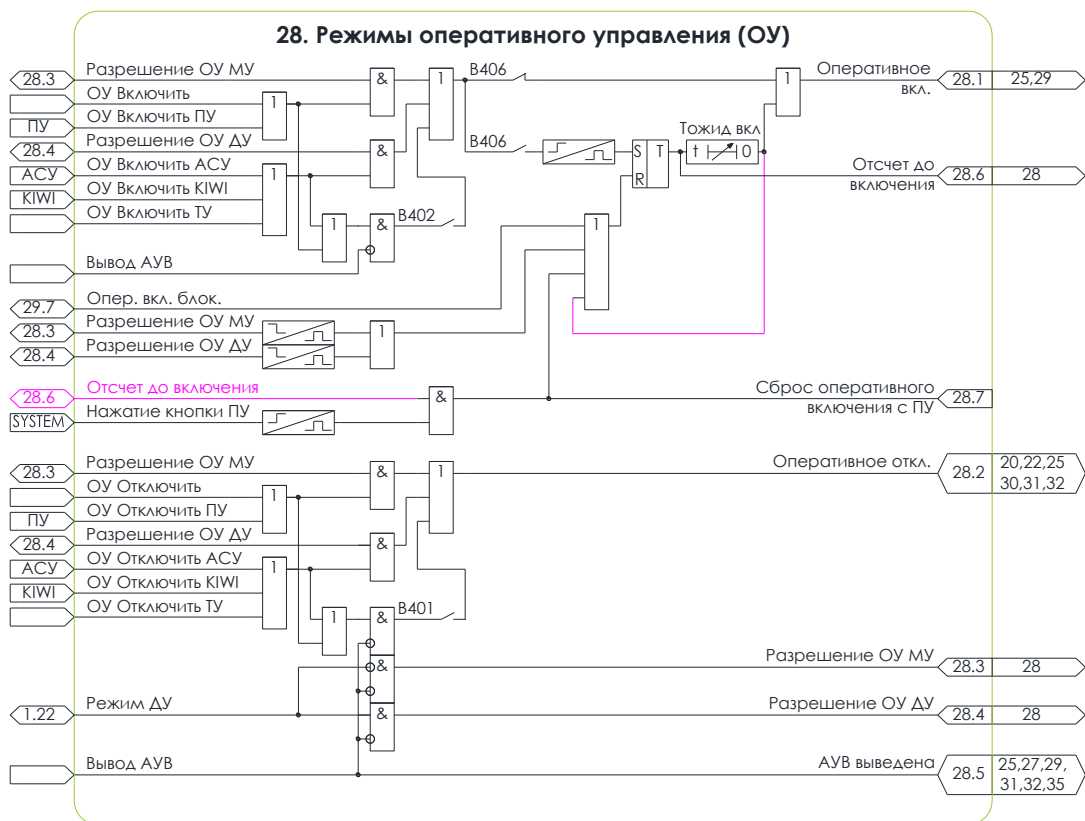 28. Режимы оперативного управления (ОУ)
28.3 Разрешение ОУ МУ & 1 B406 1 Оперативное вкл. 28.1 25,29
ОУ Включить 1
ПУ ОУ Включить ПУ
28.4 Разрешение ОУ ДУ & B406 S T Тожид вкл t 0
R
АСУ ОУ Включить АСУ 1 Отсчет до включения 28.6 28
KIWI ОУ Включить KIWI
ОУ Включить ТУ 1 & B402 1
Вывод АУВ
29.7 Опер. вкл. блок.
28.3 Разрешение ОУ МУ 1
28.4 Разрешение ОУ ДУ
28.6 Отсчет до включения & Сброс оперативного включения с ПУ 28.7
SYSTEM Нажатие кнопки ПУ
28.3 Разрешение ОУ МУ & 1 Оперативное откл. 28.2 20,22,25
30,31,32
ОУ Отключить 1
ПУ ОУ Отключить ПУ
28.4 Разрешение ОУ ДУ &
АСУ ОУ Отключить АСУ 1
KIWI ОУ Отключить KIWI
ОУ Отключить ТУ 1 & B401
& Разрешение ОУ МУ 28.3 28
1.22 Режим ДУ & Разрешение ОУ ДУ 28.4 28
Вывод АУВ АУВ выведена 28.5 25,27,29,
31,32,35